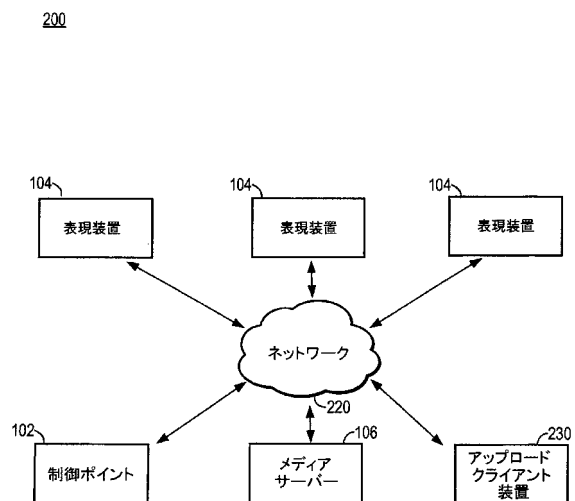 200
104
104
104
表現装置
表現装置
表現装置
ネットワーク
220
102
106
230
制御ポイント
メディア
サーバー
アップロード
クライアント
装置